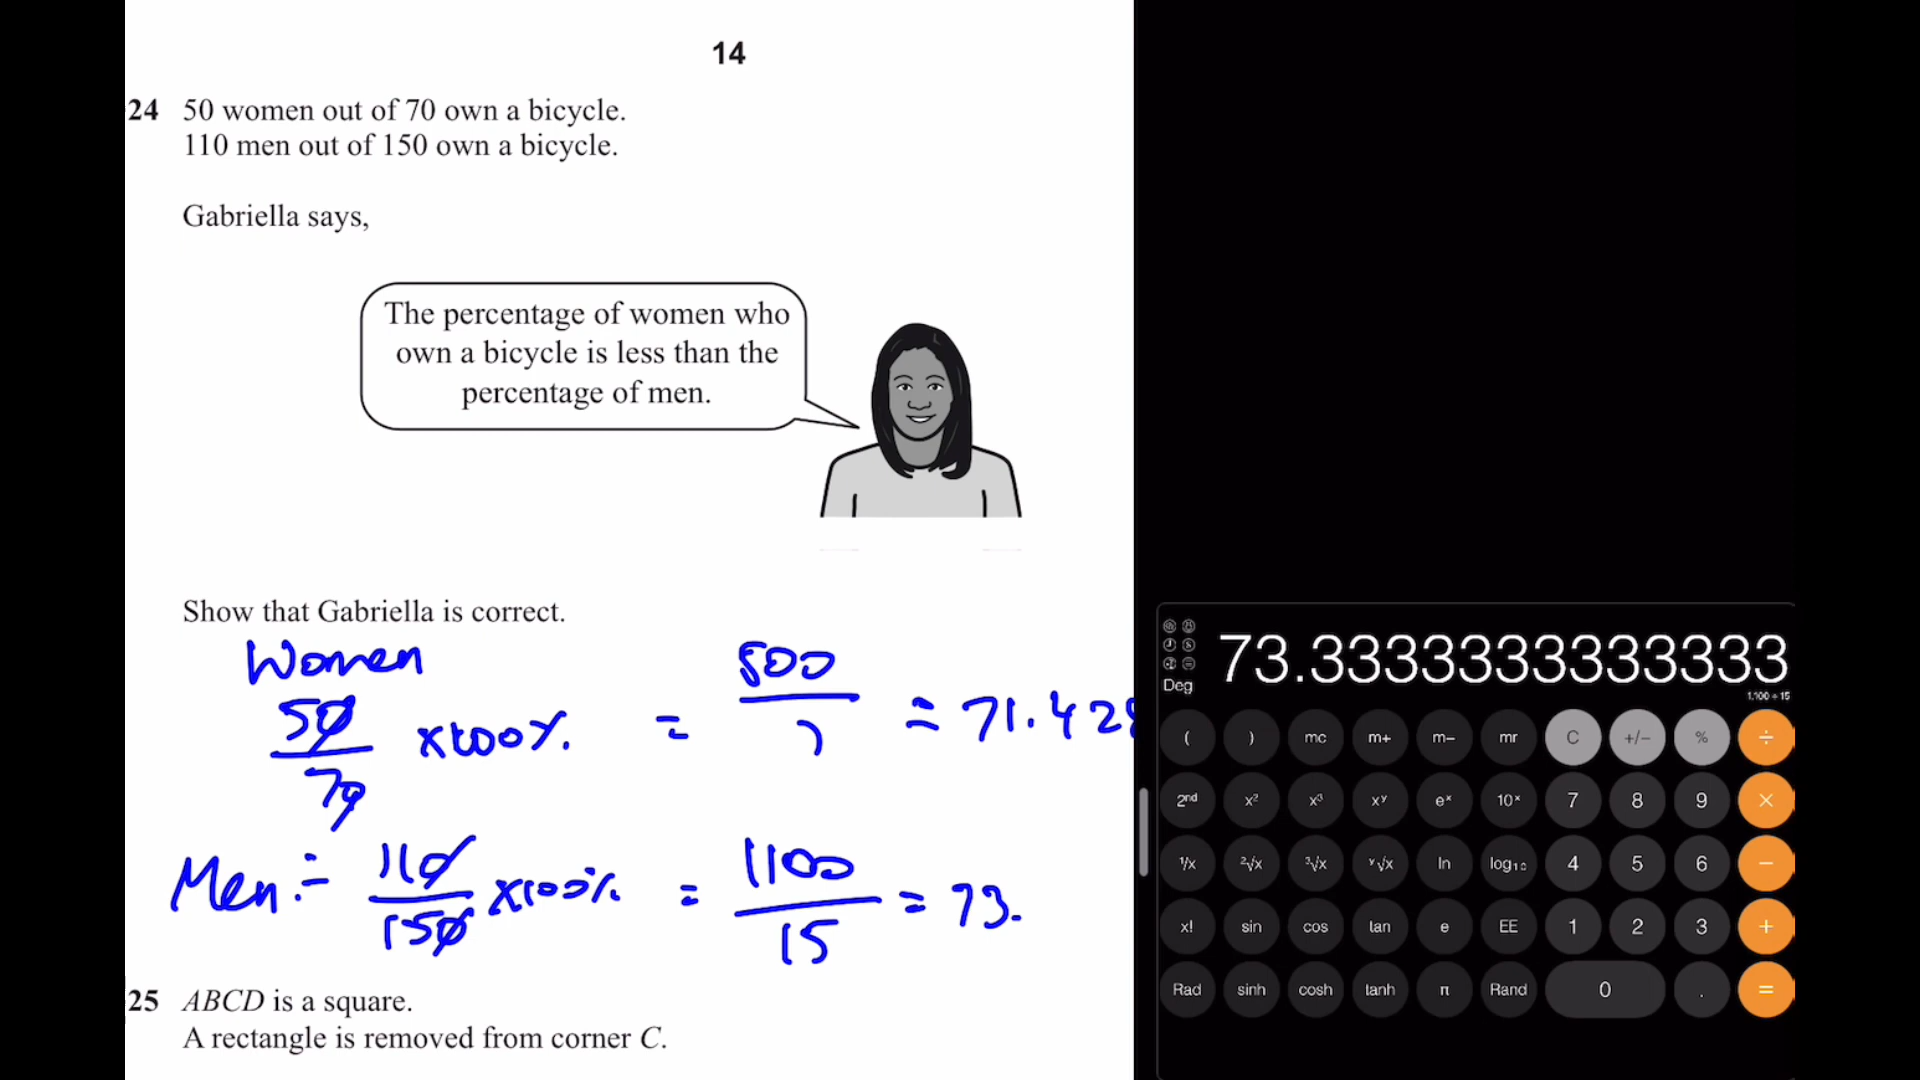 14
24 50 women out of 70 own a bicycle.
110 men out of 150 own a bicycle.
Gabriella says,
The percentage of women who
own a bicycle is less than the
percentage of men.
Show that Gabriella is correct.
Women
50/70 x100% = 500/7 = 71.428
Men:- 110/150 x100% = 1100/15 = 73.
25 ABCD is a square.
A rectangle is removed from corner C.
73.3333333333333
Deg
1,100 ÷ 15
( ) mc m+ m− mr C +/− % ÷
2nd x² x³ xʸ eˣ 10ˣ 7 8 9 ×
1/x ²√x ³√x ʸ√x ln log₁₀ 4 5 6 −
x! sin cos tan e EE 1 2 3 +
Rad sinh cosh tanh π Rand 0 . =